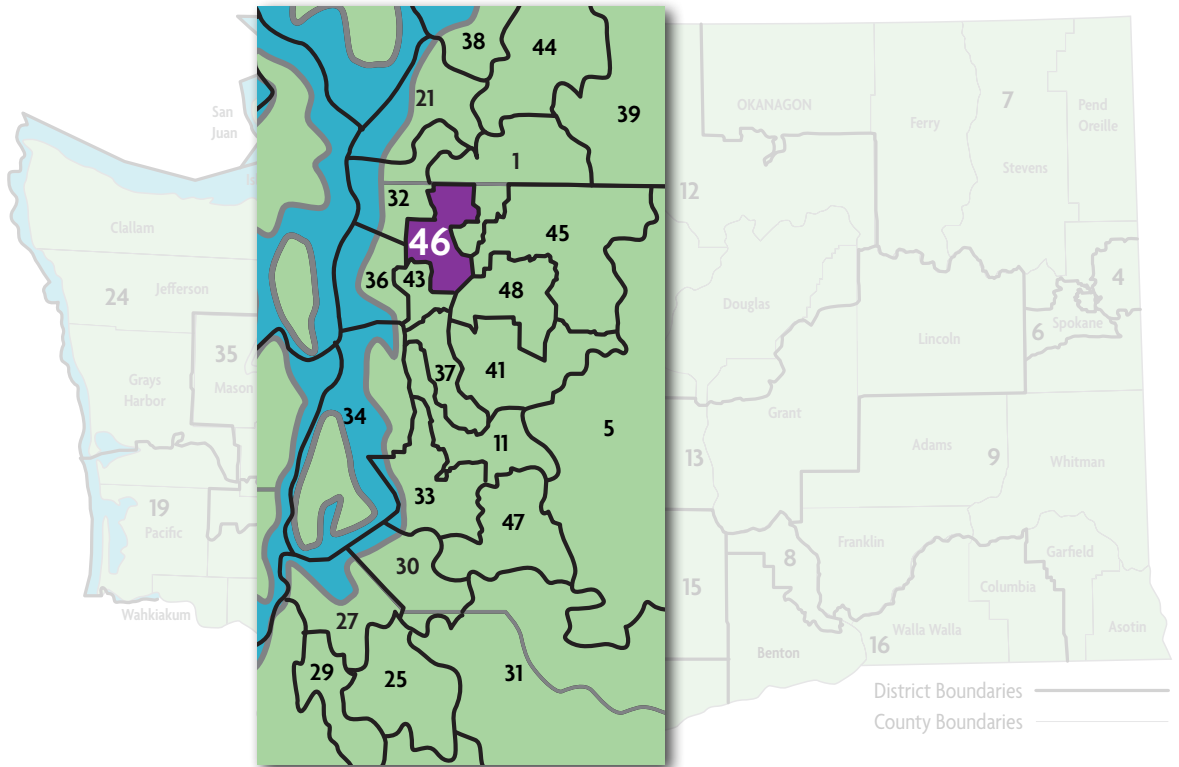 38
44
21
39
1
32
46
45
36
43
48
37
41
34
5
11
33
47
30
27
29
25
31
San
Juan
Clallam
24
Jefferson
35
Mason
Grays
Harbor
19
Pacific
Wahkiakum
OKANAGON
Ferry
7
Pend
Oreille
Stevens
12
Douglas
Lincoln
4
6
Spokane
Grant
Adams
9
Whitman
13
Franklin
8
Garfield
15
Columbia
Benton
16
Walla Walla
Asotin
District Boundaries
County Boundaries